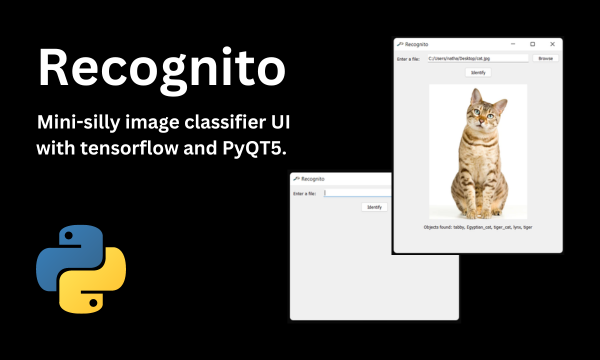 Recognito
Mini-silly image classifier UI
with tensorflow and PyQT5.
Recognito
Enter a file: C:/Users/natha/Desktop/cat.jpg Browse
Identify
Objects found: tabby, Egyptian_cat, tiger_cat, lynx, tiger
Recognito
Enter a file:
Identify